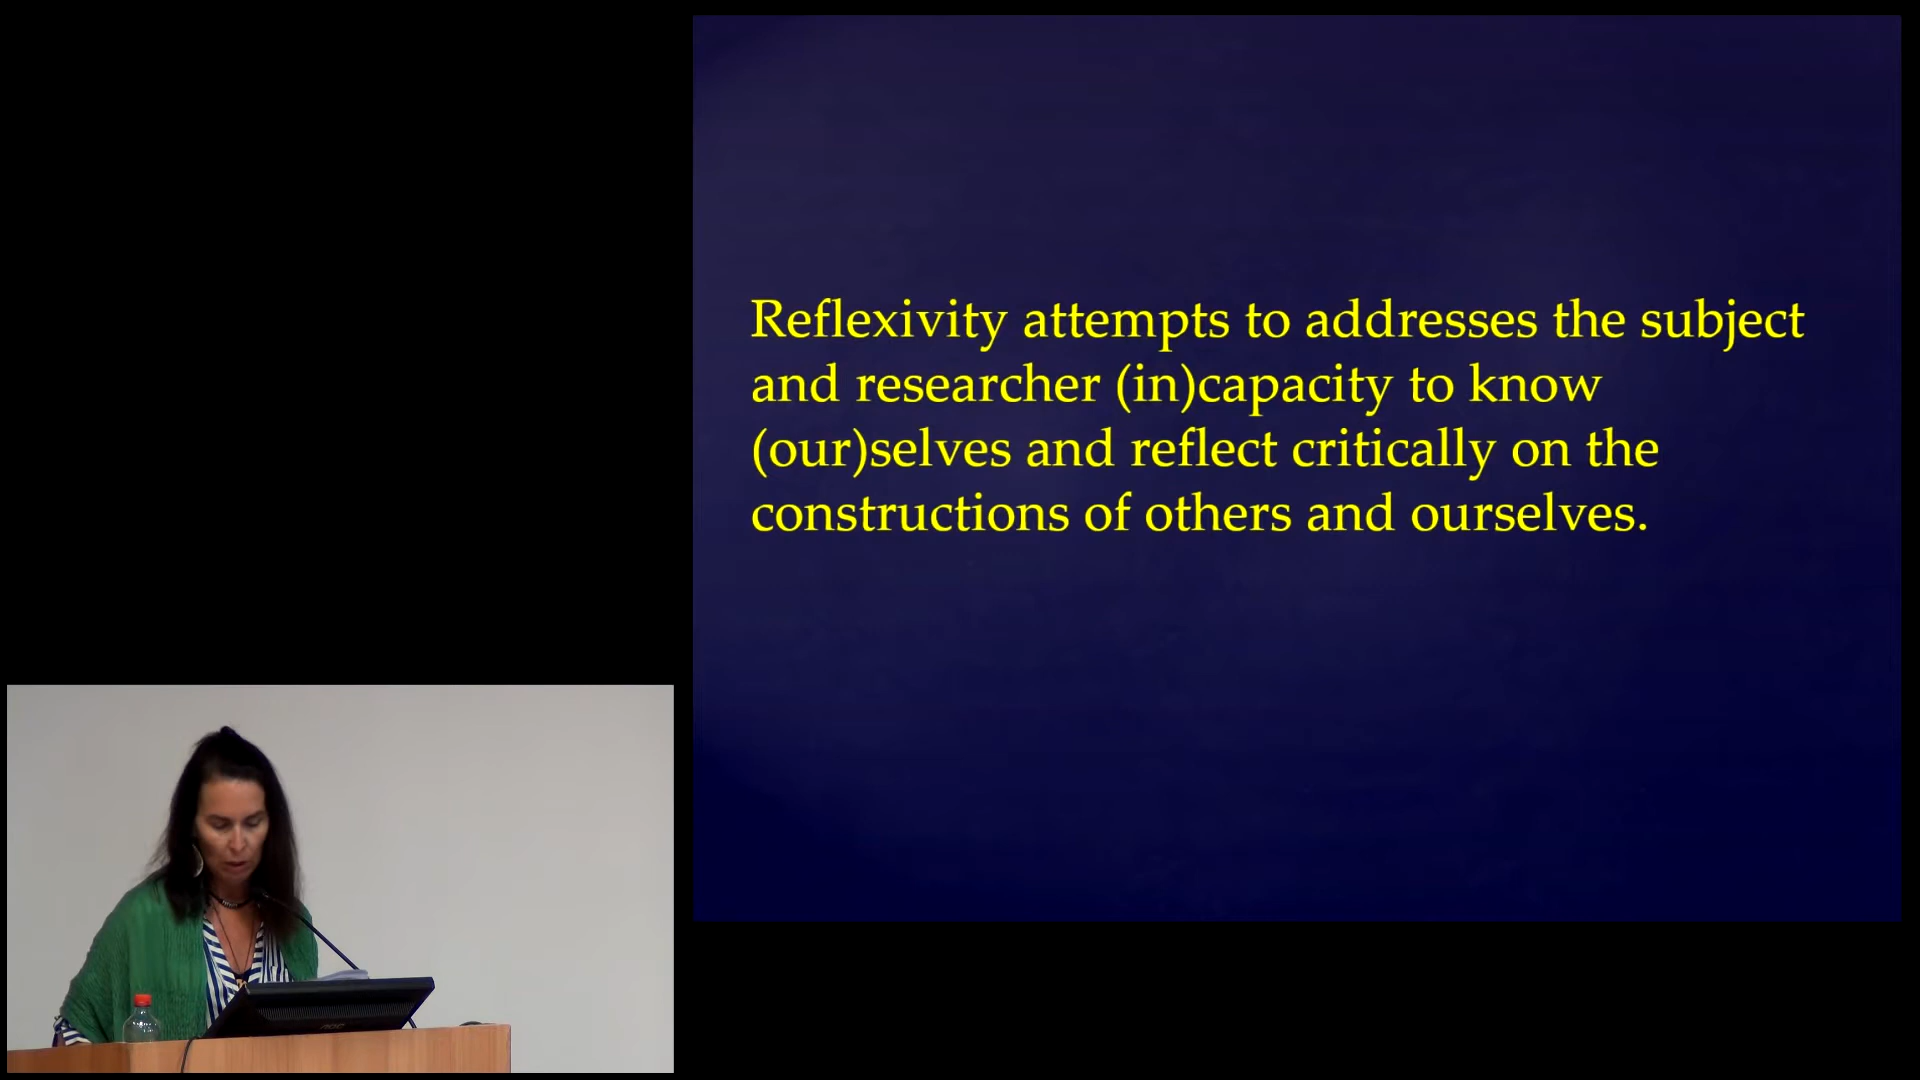 Reflexivity attempts to addresses the subject
and researcher (in)capacity to know
(our)selves and reflect critically on the
constructions of others and ourselves.